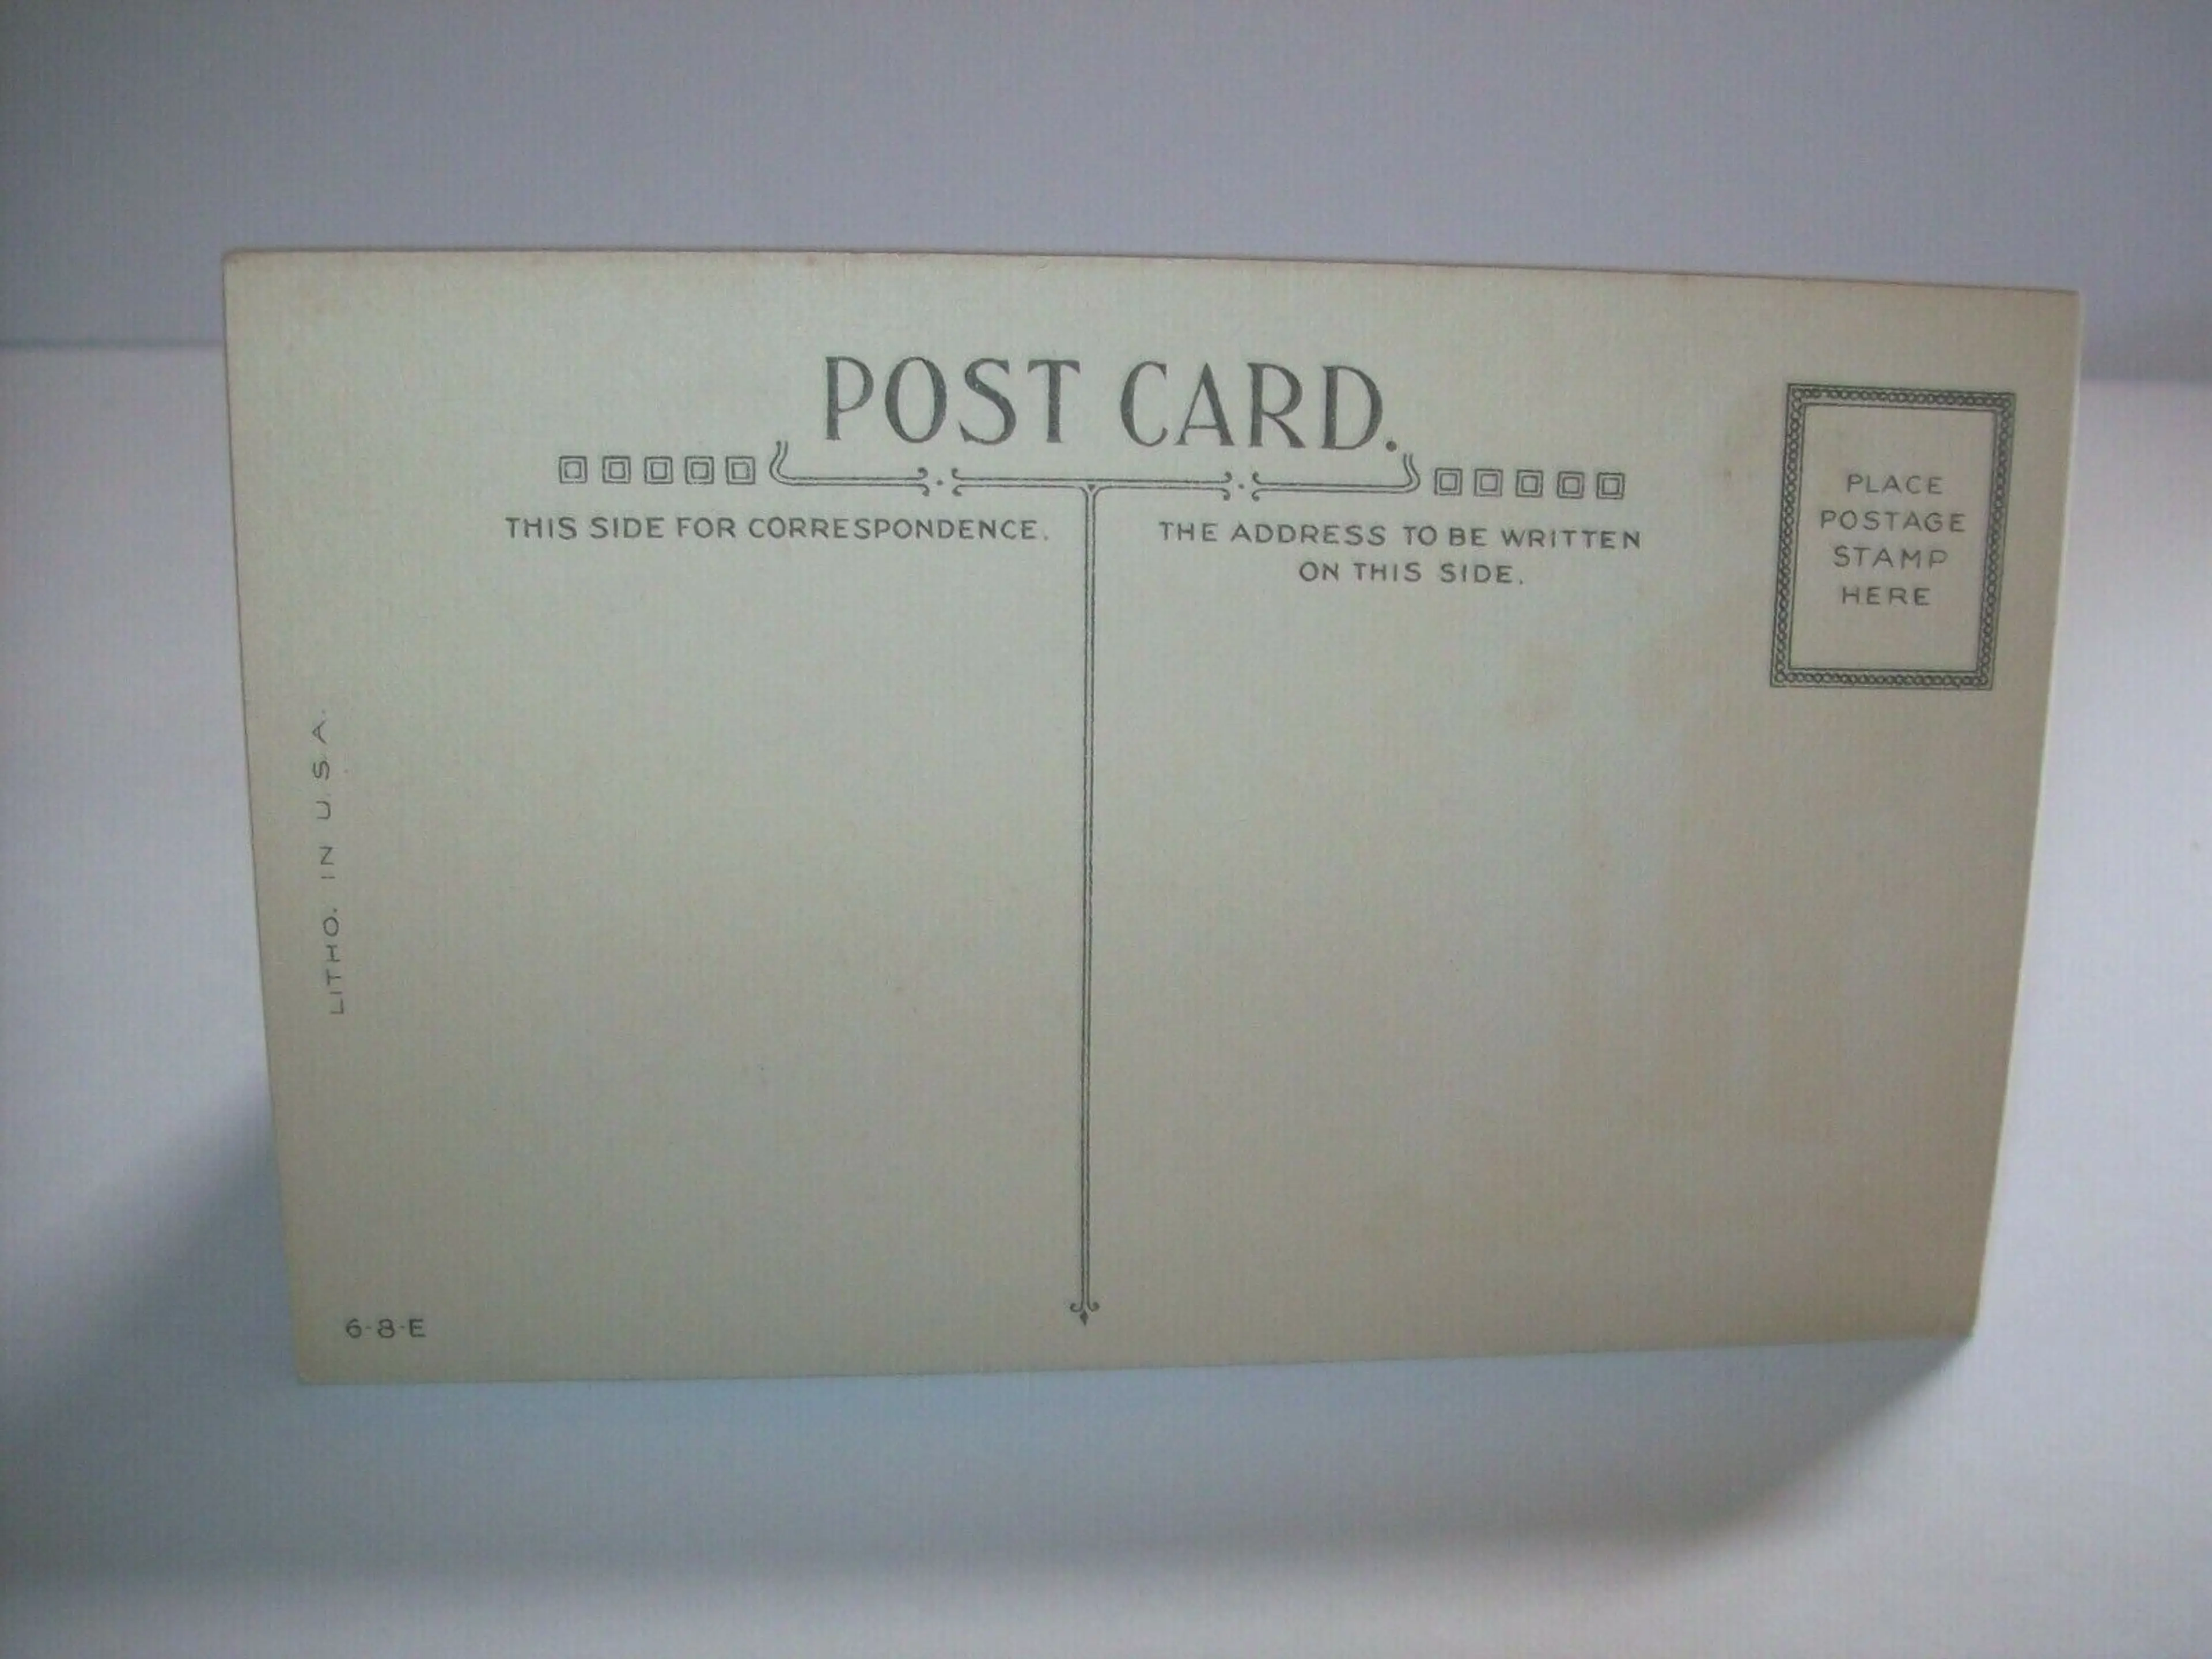 POST CARD.
THIS SIDE FOR CORRESPONDENCE.
THE ADDRESS TO BE WRITTEN
ON THIS SIDE.
PLACE
POSTAGE
STAMP
HERE
LITHO. IN U.S.A.
6-8-E